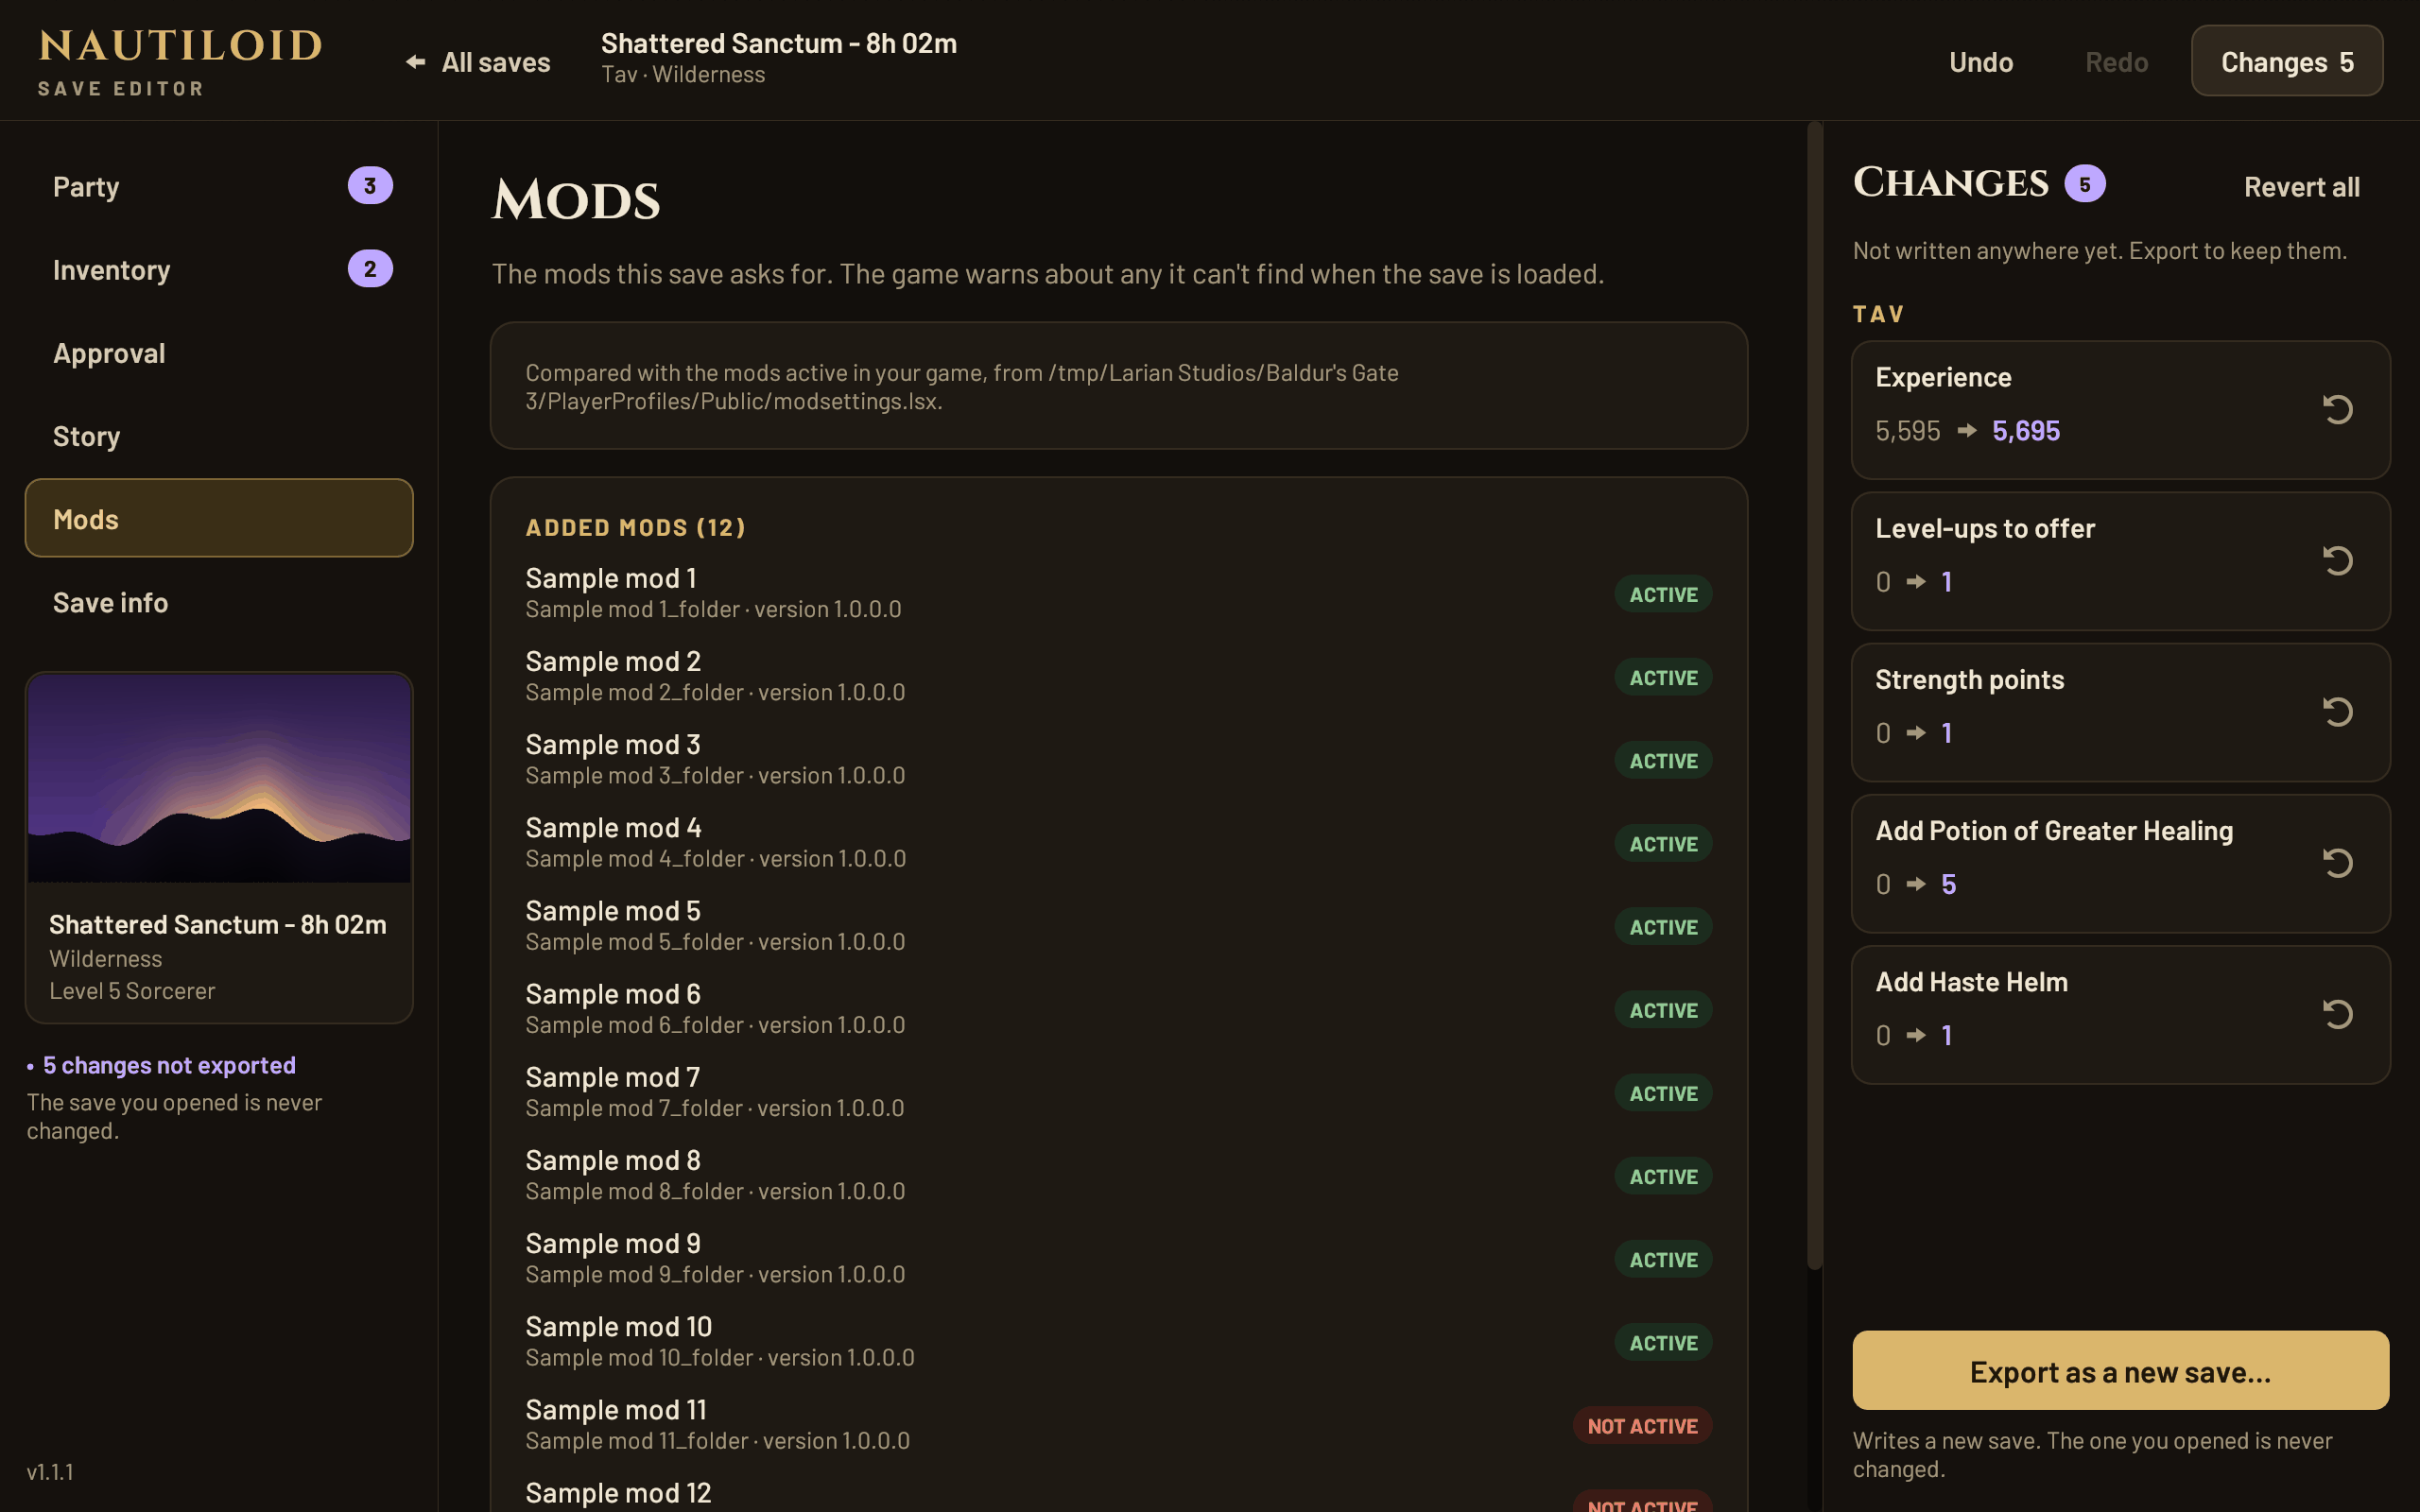 NAUTILOID
SAVE EDITOR
All saves
Shattered Sanctum - 8h 02m
Tav · Wilderness
Undo
Redo
Changes 5
Party 3
Inventory 2
Approval
Story
Mods
Save info
Shattered Sanctum - 8h 02m
Wilderness
Level 5 Sorcerer
• 5 changes not exported
The save you opened is never
changed.
v1.1.1
Mods
The mods this save asks for. The game warns about any it can't find when the save is loaded.
Compared with the mods active in your game, from /tmp/Larian Studios/Baldur's Gate
3/PlayerProfiles/Public/modsettings.lsx.
ADDED MODS (12)
Sample mod 1
Sample mod 1_folder · version 1.0.0.0
ACTIVE
Sample mod 2
Sample mod 2_folder · version 1.0.0.0
ACTIVE
Sample mod 3
Sample mod 3_folder · version 1.0.0.0
ACTIVE
Sample mod 4
Sample mod 4_folder · version 1.0.0.0
ACTIVE
Sample mod 5
Sample mod 5_folder · version 1.0.0.0
ACTIVE
Sample mod 6
Sample mod 6_folder · version 1.0.0.0
ACTIVE
Sample mod 7
Sample mod 7_folder · version 1.0.0.0
ACTIVE
Sample mod 8
Sample mod 8_folder · version 1.0.0.0
ACTIVE
Sample mod 9
Sample mod 9_folder · version 1.0.0.0
ACTIVE
Sample mod 10
Sample mod 10_folder · version 1.0.0.0
ACTIVE
Sample mod 11
Sample mod 11_folder · version 1.0.0.0
NOT ACTIVE
Sample mod 12
NOT ACTIVE
Changes 5
Revert all
Not written anywhere yet. Export to keep them.
TAV
Experience
5,595 → 5,695
Level-ups to offer
0 → 1
Strength points
0 → 1
Add Potion of Greater Healing
0 → 5
Add Haste Helm
0 → 1
Export as a new save...
Writes a new save. The one you opened is never
changed.